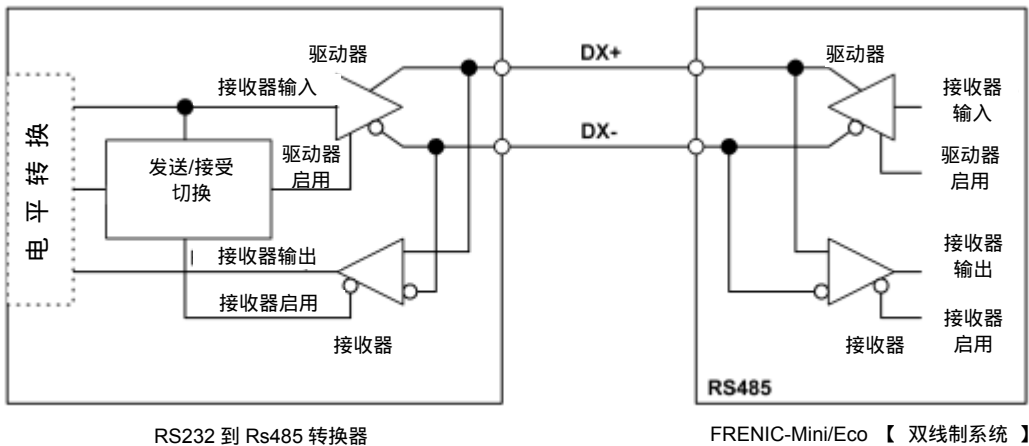 驱动器
DX+
驱动器
接收器输入
接收器
输入
电平转换
发送/接受
切换
驱动器
启用
DX-
驱动器
启用
接收器输出
接收器
输出
接收器启用
接收器
接收器
接收器
启用
RS485
RS232 到 Rs485 转换器
FRENIC-Mini/Eco 【 双线制系统 】